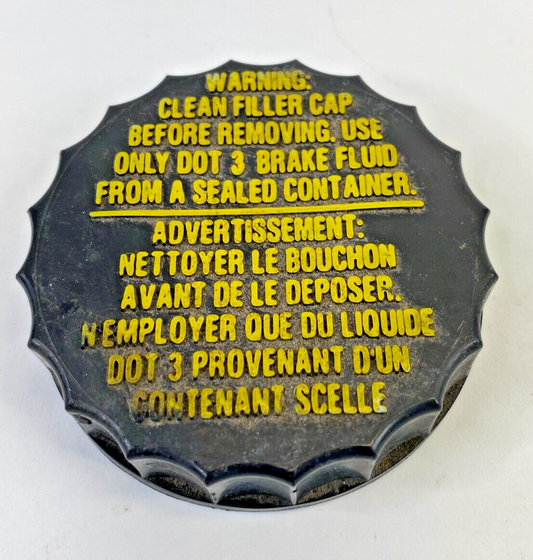 WARNING:
CLEAN FILLER CAP
BEFORE REMOVING. USE
ONLY DOT 3 BRAKE FLUID
FROM A SEALED CONTAINER.
ADVERTISSEMENT:
NETTOYER LE BOUCHON
AVANT DE LE DEPOSER.
N'EMPLOYER QUE DU LIQUIDE
DOT 3 PROVENANT D'UN
CONTENANT SCELLE